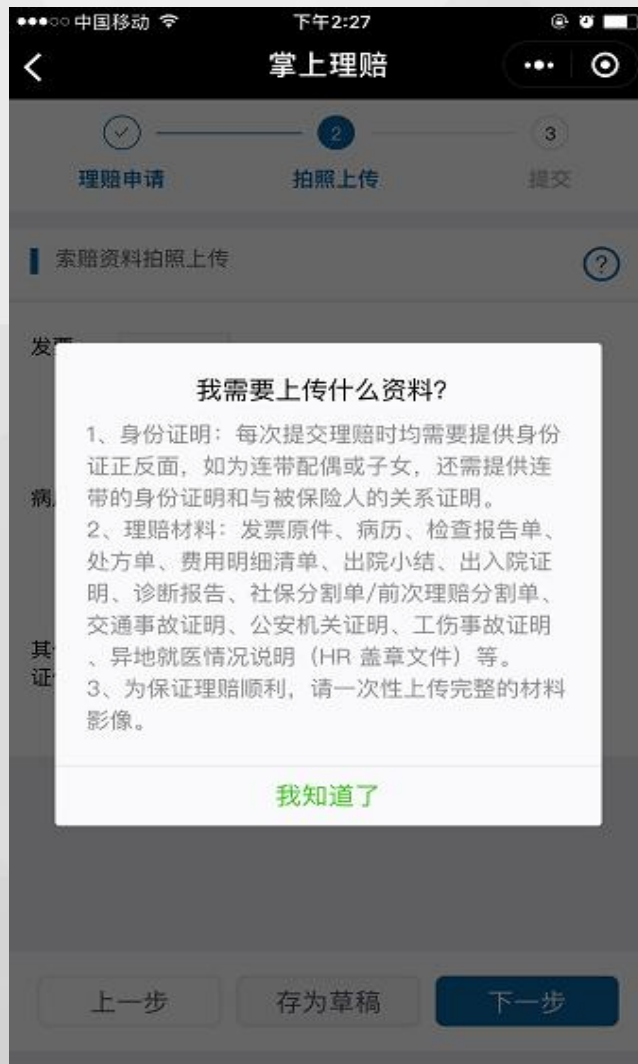 中国移动 下午2:27
掌上理赔
2 3
理赔申请 拍照上传 提交
索赔资料拍照上传 ?
发票
我需要上传什么资料?
1、身份证明：每次提交理赔时均需要提供身份
证正反面，如为连带配偶或子女，还需提供连
病 带的身份证明和与被保险人的关系证明。
2、理赔材料：发票原件、病历、检查报告单、
处方单、费用明细清单、出院小结、出入院证
明、诊断报告、社保分割单/前次理赔分割单、
交通事故证明、公安机关证明、工伤事故证明
其 、异地就医情况说明（HR 盖章文件）等。
证 3、为保证理赔顺利，请一次性上传完整的材料
影像。
我知道了
上一步 存为草稿 下一步